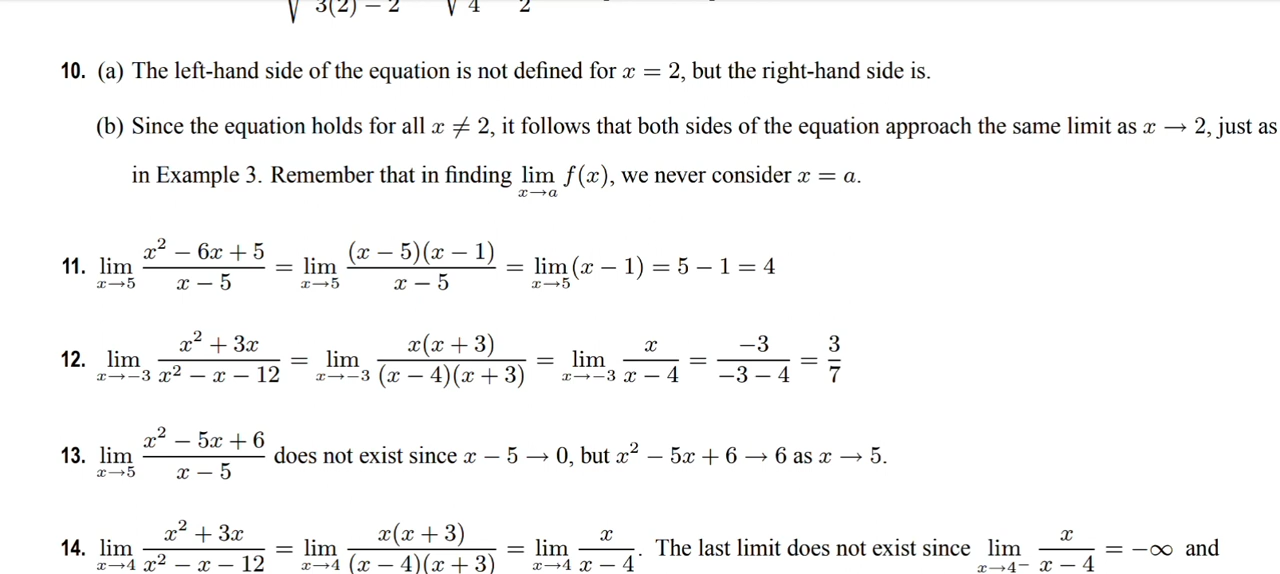 √3(2) − 2 √4 2
10. (a) The left-hand side of the equation is not defined for x = 2, but the right-hand side is.
(b) Since the equation holds for all x ≠ 2, it follows that both sides of the equation approach the same limit as x → 2, just as
in Example 3. Remember that in finding lim_{x→a} f(x), we never consider x = a.
11. lim_{x→5} (x² − 6x + 5)/(x − 5) = lim_{x→5} ((x − 5)(x − 1))/(x − 5) = lim_{x→5} (x − 1) = 5 − 1 = 4
12. lim_{x→−3} (x² + 3x)/(x² − x − 12) = lim_{x→−3} (x(x + 3))/((x − 4)(x + 3)) = lim_{x→−3} x/(x − 4) = −3/(−3 − 4) = 3/7
13. lim_{x→5} (x² − 5x + 6)/(x − 5) does not exist since x − 5 → 0, but x² − 5x + 6 → 6 as x → 5.
14. lim_{x→4} (x² + 3x)/(x² − x − 12) = lim_{x→4} (x(x + 3))/((x − 4)(x + 3)) = lim_{x→4} x/(x − 4). The last limit does not exist since lim_{x→4⁻} x/(x − 4) = −∞ and